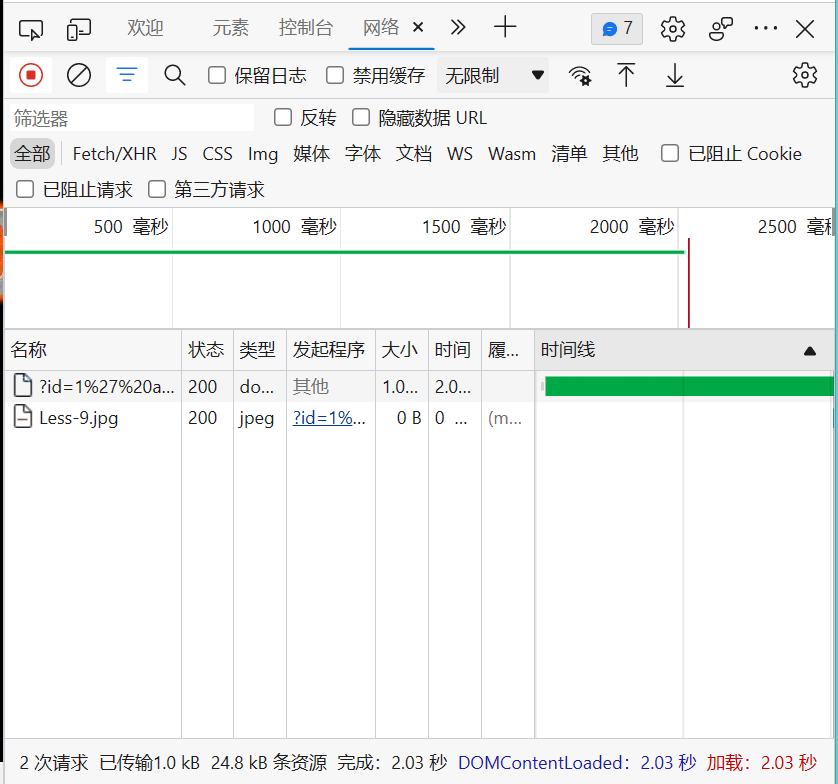 欢迎 元素 控制台 网络 7
保留日志 禁用缓存 无限制
筛选器 反转 隐藏数据 URL
全部 Fetch/XHR JS CSS Img 媒体 字体 文档 WS Wasm 清单 其他 已阻止 Cookie
已阻止请求 第三方请求
500 毫秒 1000 毫秒 1500 毫秒 2000 毫秒 2500 毫秒
名称 状态 类型 发起程序 大小 时间 履... 时间线
?id=1%27%20a... 200 do... 其他 1.0... 2.0...
Less-9.jpg 200 jpeg ?id=1%... 0 B 0 ... (m...
2 次请求 已传输1.0 kB 24.8 kB 条资源 完成：2.03 秒 DOMContentLoaded：2.03 秒 加载：2.03 秒